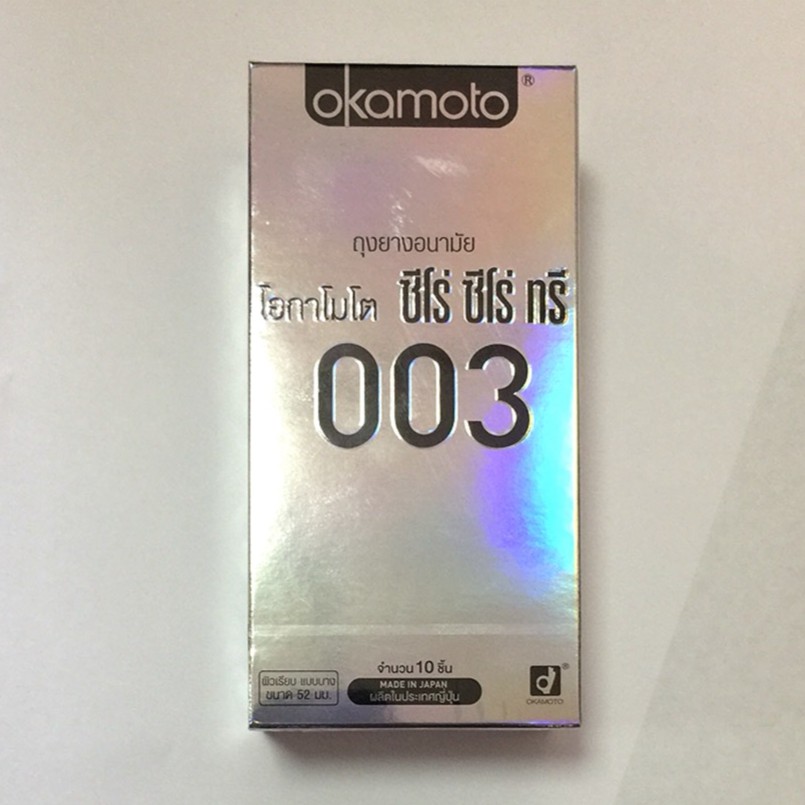 okamoto®
ถุงยางอนามัย
โอกาโมโต ซีโร่ ซีโร่ ทรี
003
ผิวเรียบ แบบบาง
ขนาด 52 มม.
จำนวน 10 ชิ้น
MADE IN JAPAN
ผลิตในประเทศญี่ปุ่น
®
OKAMOTO